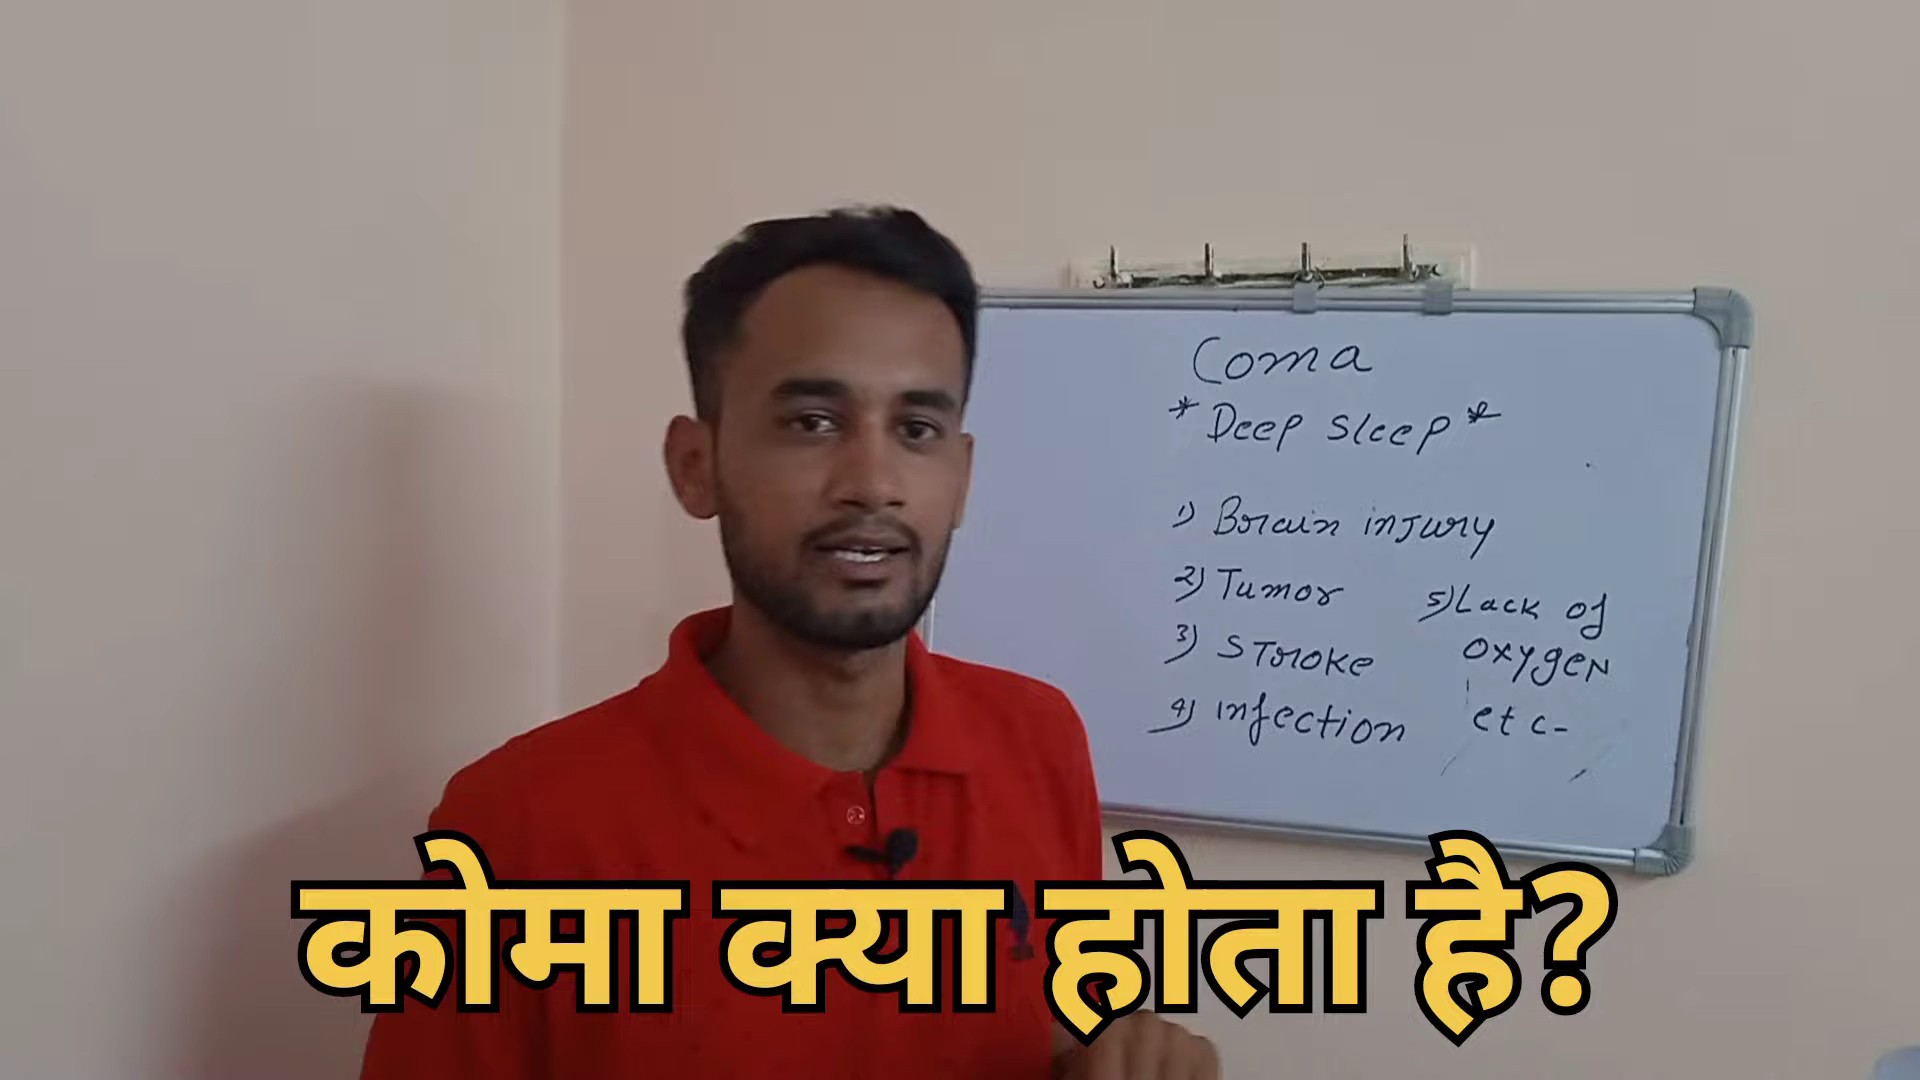 Coma
*Deep Sleep*
1) Brain injury
2) Tumor
3) Stroke
4) infection
5) Lack of
oxygen
etc-
कोमा क्या होता है?